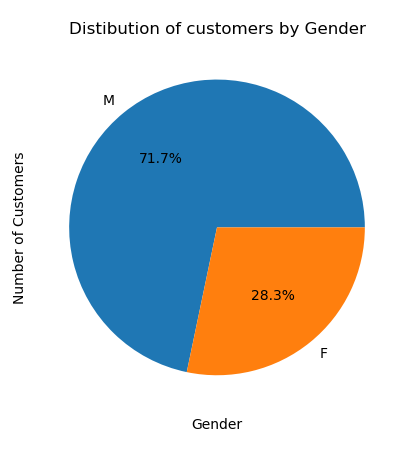 Distibution of customers by Gender
M
71.7%
Number of Customers
28.3%
F
Gender